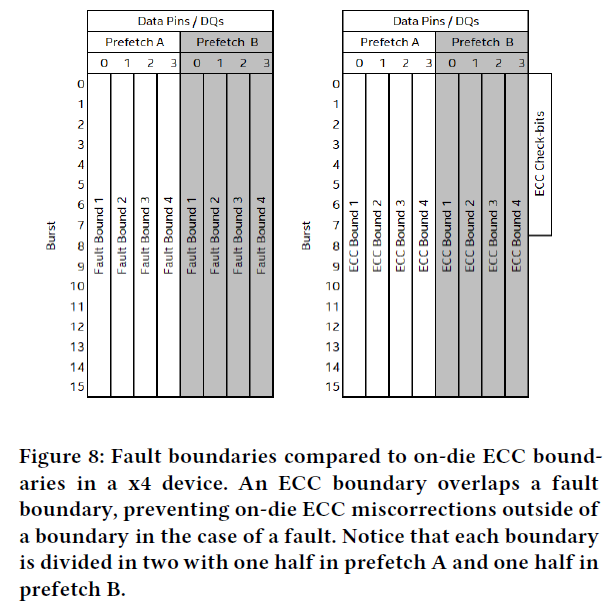 Data Pins / DQs
Prefetch A Prefetch B
0 1 2 3 0 1 2 3
Burst
0
1
2
3
4
5
6
7
8
9
10
11
12
13
14
15
Fault Bound 1
Fault Bound 2
Fault Bound 3
Fault Bound 4
Fault Bound 1
Fault Bound 2
Fault Bound 3
Fault Bound 4
Data Pins / DQs
Prefetch A Prefetch B
0 1 2 3 0 1 2 3
Burst
0
1
2
3
4
5
6
7
8
9
10
11
12
13
14
15
ECC Bound 1
ECC Bound 2
ECC Bound 3
ECC Bound 4
ECC Bound 1
ECC Bound 2
ECC Bound 3
ECC Bound 4
ECC Check-bits
Figure 8: Fault boundaries compared to on-die ECC bound-
aries in a x4 device. An ECC boundary overlaps a fault
boundary, preventing on-die ECC miscorrections outside of
a boundary in the case of a fault. Notice that each boundary
is divided in two with one half in prefetch A and one half in
prefetch B.